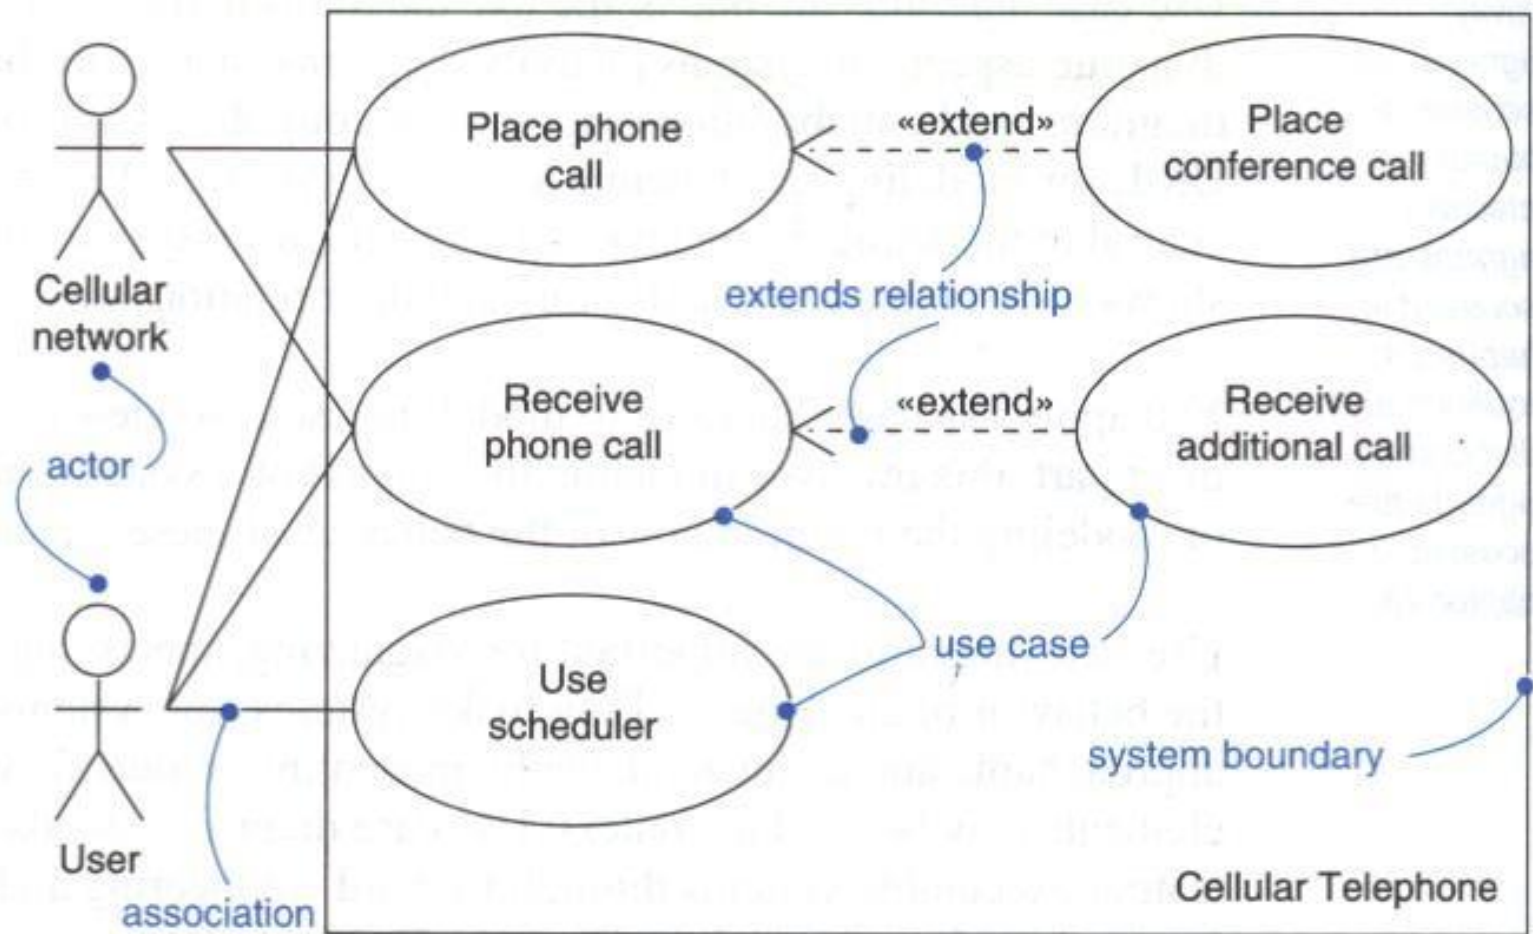 Place phone
call
«extend»
Place
conference call
Cellular
network
extends relationship
Receive
phone call
«extend»
Receive
additional call
actor
use case
Use
scheduler
system boundary
User
Cellular Telephone
association